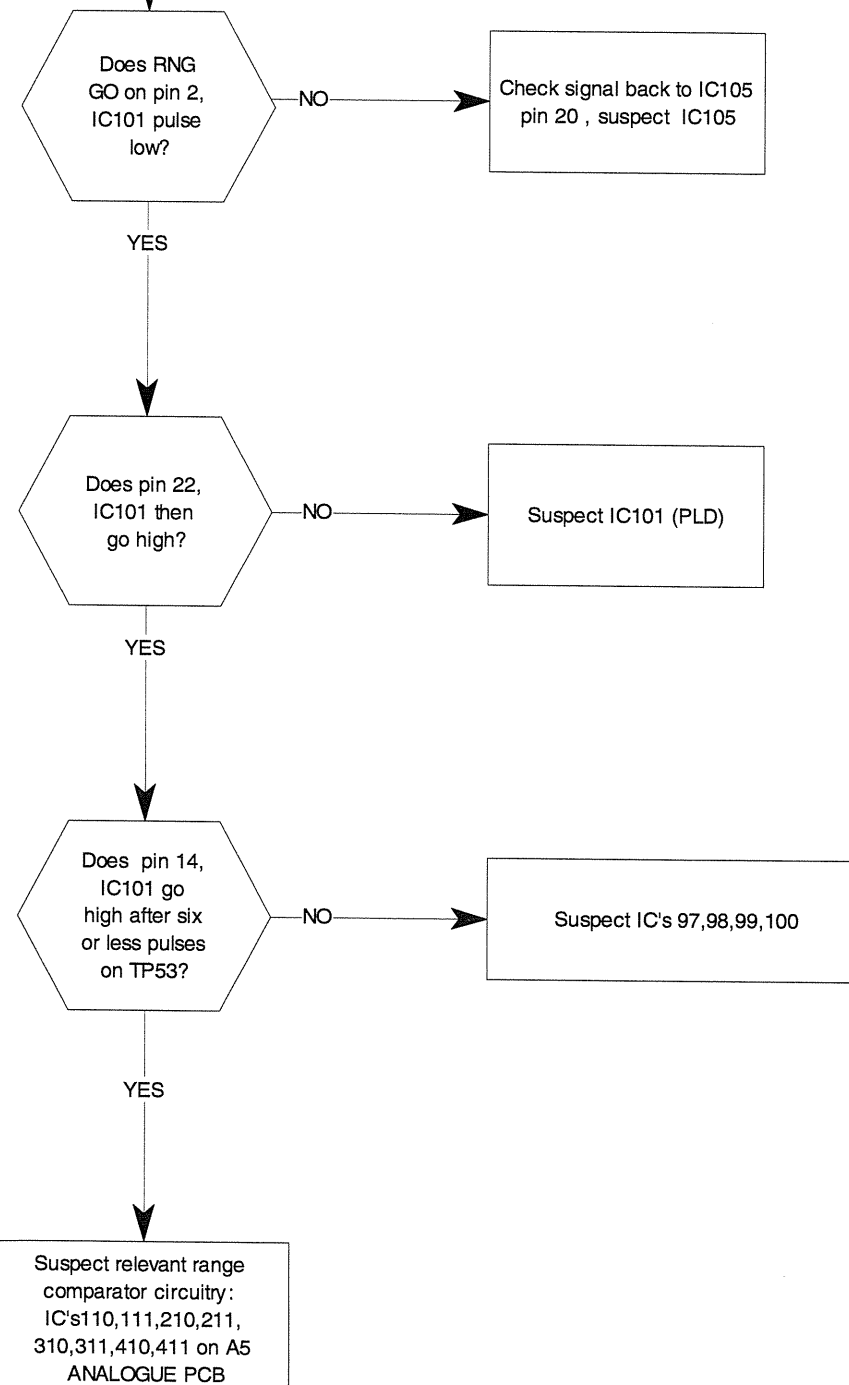 Does RNG
GO on pin 2,
IC101 pulse
low?
NO
Check signal back to IC105
pin 20 , suspect IC105
YES
Does pin 22,
IC101 then
go high?
NO
Suspect IC101 (PLD)
YES
Does pin 14,
IC101 go
high after six
or less pulses
on TP53?
NO
Suspect IC's 97,98,99,100
YES
Suspect relevant range
comparator circuitry:
IC's110,111,210,211,
310,311,410,411 on A5
ANALOGUE PCB